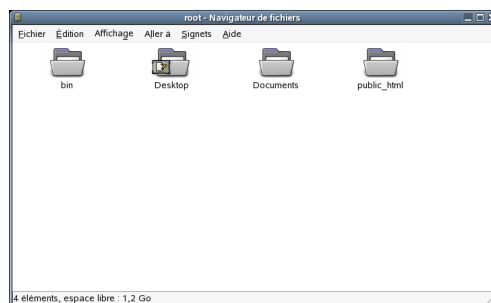 root - Navigateur de fichiers
Fichier Édition Affichage Aller à Signets Aide
bin Desktop Documents public_html
4 éléments, espace libre : 1,2 Go